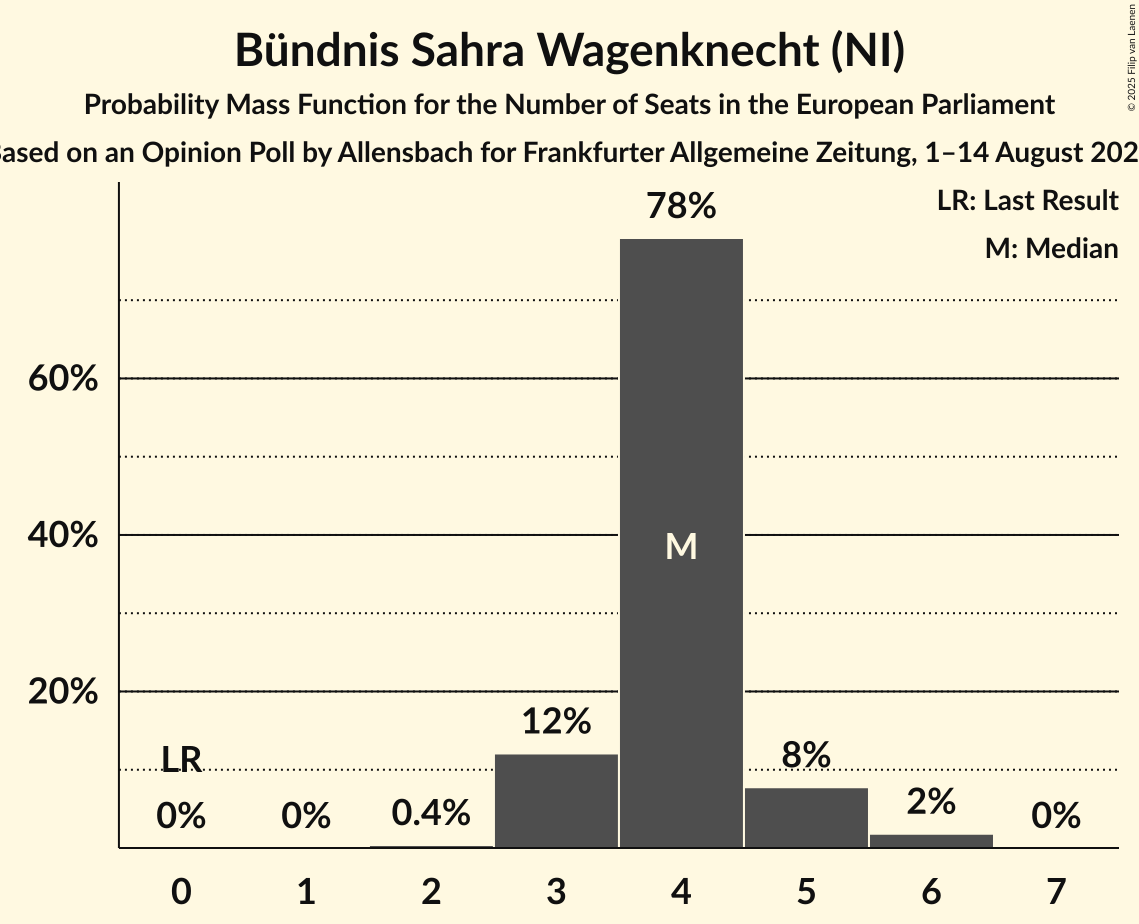 Bündnis Sahra Wagenknecht (NI)
Probability Mass Function for the Number of Seats in the European Parliament
on an Opinion Poll by Allensbach for Frankfurter Allgemeine Zeitung, 1–14 August
© 2025 Filip van Laenen
LR: Last Result
M: Median
78%
60%
40%
M
20%
12%
LR
8%
0%
0%
0.4%
2%
0%
0
1
2
3
4
5
6
7